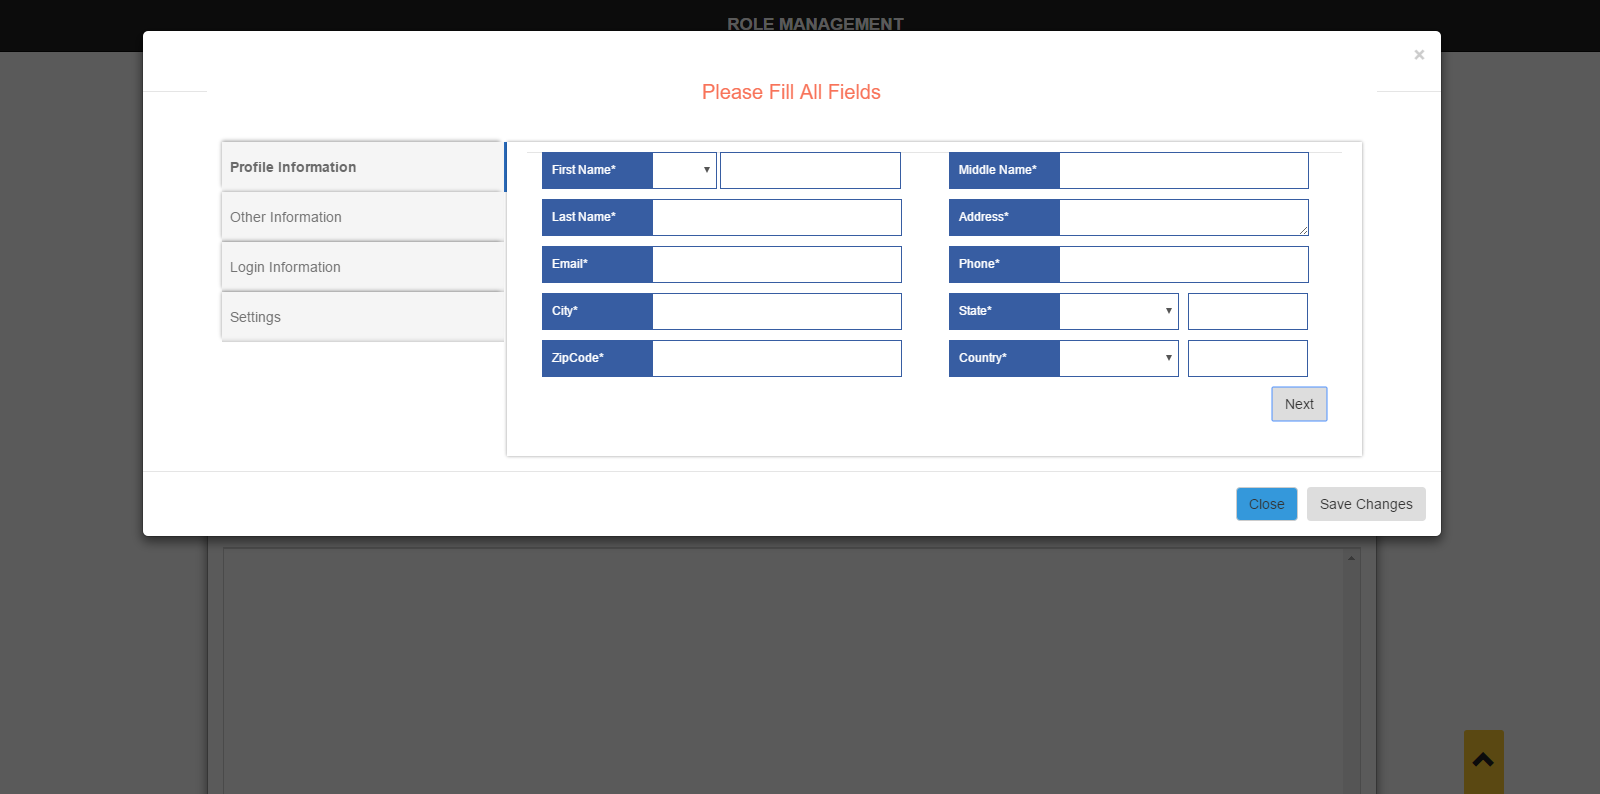 ROLE MANAGEMENT
×
Please Fill All Fields
Profile Information
Other Information
Login Information
Settings
First Name* Middle Name*
Last Name* Address*
Email* Phone*
City* State*
ZipCode* Country*
Next
Close Save Changes